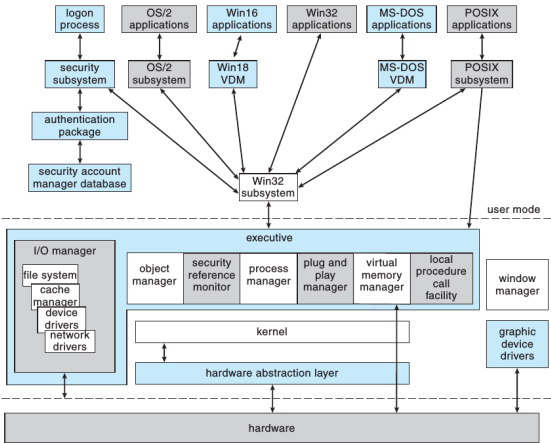 logon
process
OS/2
applications
Win16
applications
Win32
applications
MS-DOS
applications
POSIX
applications
security
subsystem
OS/2
subsystem
Win18
VDM
MS-DOS
VDM
POSIX
subsystem
authentication
package
security account
manager database
Win32
subsystem
user mode
executive
I/O manager
file system
cache
manager
device
drivers
network
drivers
object
manager
security
reference
monitor
process
manager
plug and
play
manager
virtual
memory
manager
local
procedure
call
facility
window
manager
kernel
graphic
device
drivers
hardware abstraction layer
hardware